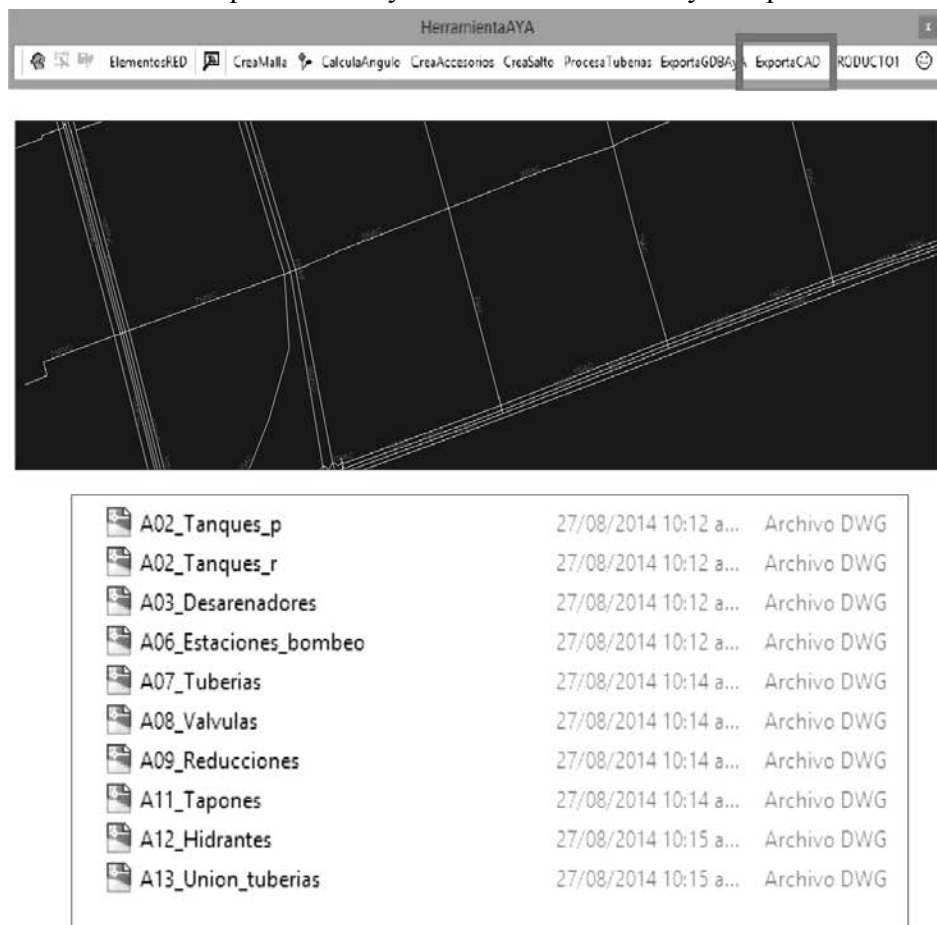 HerramientaAYA
ElementosRED CreaMalla CalculaAngulo CreaAccesorios CreaSalto ProcesaTuberias ExportaGDBAyA ExportaCAD RODUCTO1
A02_Tanques_p 27/08/2014 10:12 a... Archivo DWG
A02_Tanques_r 27/08/2014 10:12 a... Archivo DWG
A03_Desarenadores 27/08/2014 10:12 a... Archivo DWG
A06_Estaciones_bombeo 27/08/2014 10:12 a... Archivo DWG
A07_Tuberias 27/08/2014 10:14 a... Archivo DWG
A08_Valvulas 27/08/2014 10:14 a... Archivo DWG
A09_Reducciones 27/08/2014 10:14 a... Archivo DWG
A11_Tapones 27/08/2014 10:14 a... Archivo DWG
A12_Hidrantes 27/08/2014 10:15 a... Archivo DWG
A13_Union_tuberias 27/08/2014 10:15 a... Archivo DWG